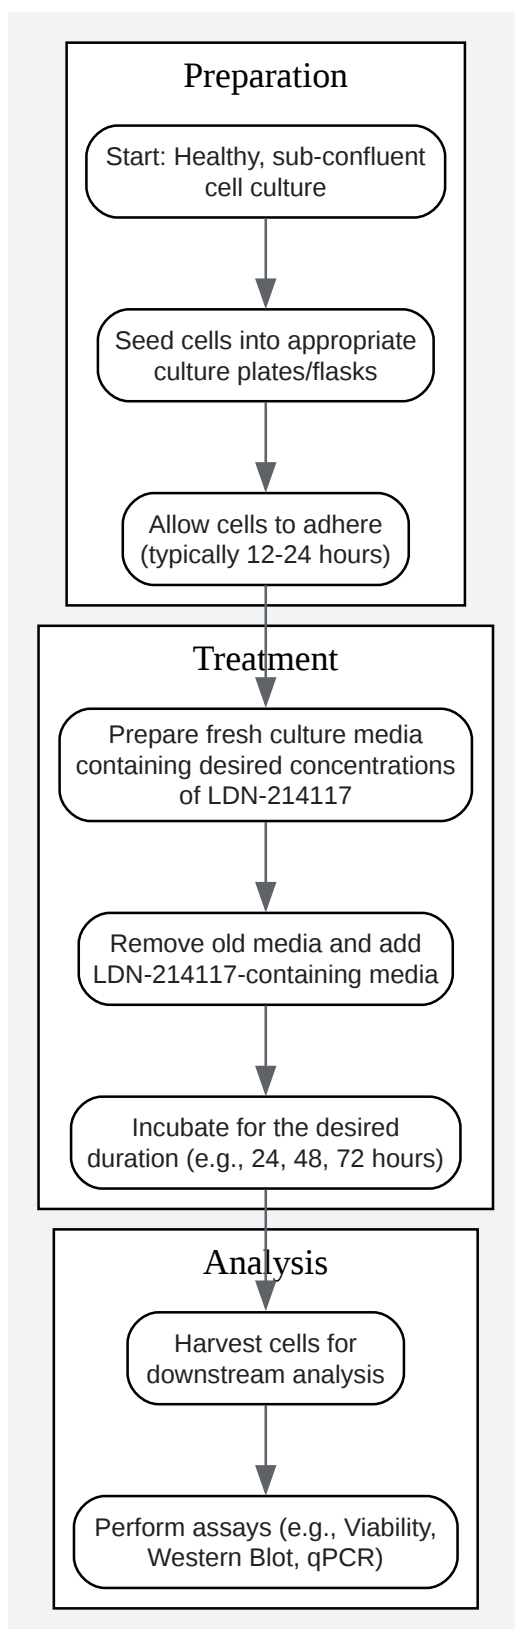 Preparation
Start: Healthy, sub-confluent
cell culture
Seed cells into appropriate
culture plates/flasks
Allow cells to adhere
(typically 12-24 hours)
Treatment
Prepare fresh culture media
containing desired concentrations
of LDN-214117
Remove old media and add
LDN-214117-containing media
Incubate for the desired
duration (e.g., 24, 48, 72 hours)
Analysis
Harvest cells for
downstream analysis
Perform assays (e.g., Viability,
Western Blot, qPCR)